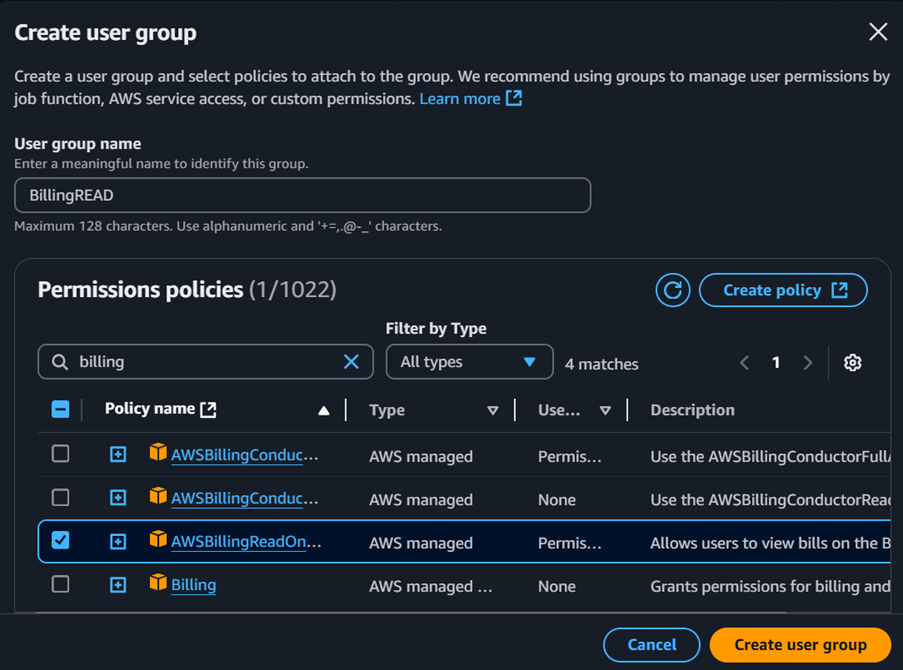 Create user group
Create a user group and select policies to attach to the group. We recommend using groups to manage user permissions by
job function, AWS service access, or custom permissions. Learn more
User group name
Enter a meaningful name to identify this group.
BillingREAD
Maximum 128 characters. Use alphanumeric and '+=,.@-_' characters.
Permissions policies (1/1022)
Create policy
Filter by Type
billing
All types
4 matches
1
Policy name
Type
Use...
Description
AWSBillingConduc...
AWS managed
Permis...
Use the AWSBillingConductorFullA
AWSBillingConduc...
AWS managed
None
Use the AWSBillingConductorRead
AWSBillingReadOn...
AWS managed
Permis...
Allows users to view bills on the B
Billing
AWS managed ...
None
Grants permissions for billing and
Cancel
Create user group